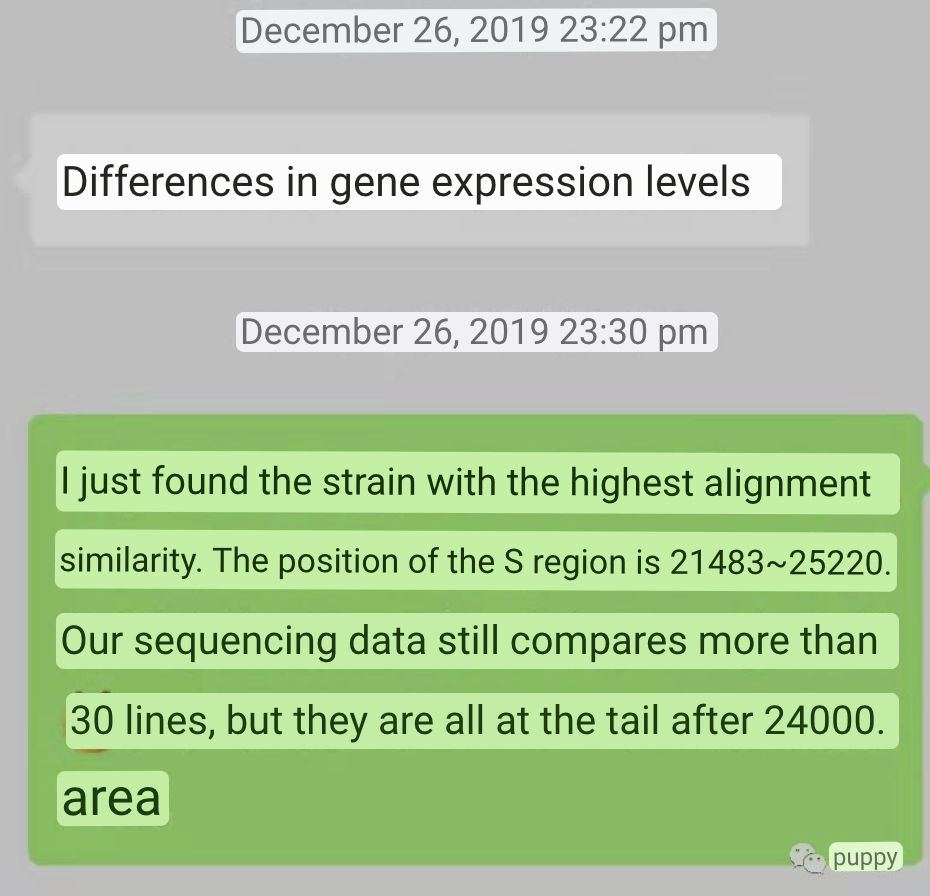 December 26, 2019 23:22 pm
Differences in gene expression levels
December 26, 2019 23:30 pm
I just found the strain with the highest alignment
similarity. The position of the S region is 21483~25220.
Our sequencing data still compares more than
30 lines, but they are all at the tail after 24000.
area
puppy